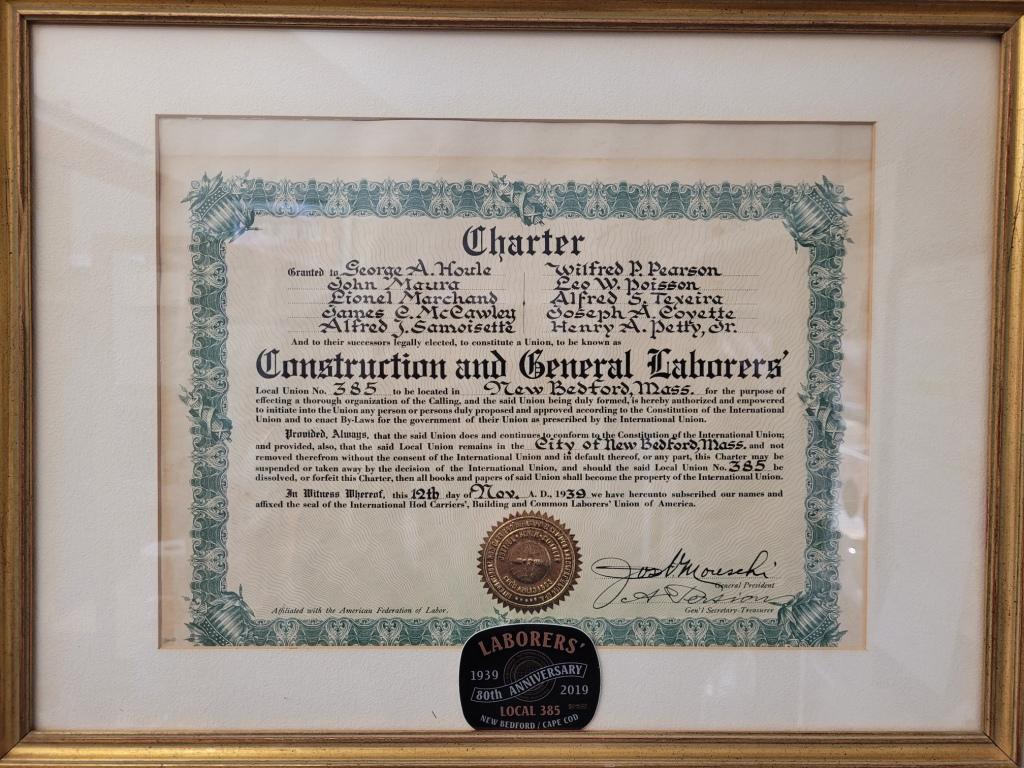 Charter
Granted to George A. Houle Wilfred P. Pearson
John Maura Leo W. Poisson
Lionel Marchand Alfred S. Texeira
James C. McCawley Joseph A. Coyette
Alfred J. Samoisette Henry A. Petty, Jr.
And to their successors legally elected, to constitute a Union, to be known as
Construction and General Laborers'
Local Union No. 385 to be located in New Bedford, Mass. for the purpose of
effecting a thorough organization of the Calling, and the said Union being duly formed, is hereby authorized and empowered
to initiate into the Union any person or persons duly proposed and approved according to the Constitution of the International
Union and to enact By-Laws for the government of their Union as prescribed by the International Union.
Provided, Always, that the said Union does and continues to conform to the Constitution of the International Union;
and provided, also, that the said Local Union remains in the City of New Bedford, Mass. and not
removed therefrom without the consent of the International Union and in default thereof, or any part, this Charter may be
suspended or taken away by the decision of the International Union, and should the said Local Union No. 385 be
dissolved, or forfeit this Charter, then all books and papers of said Union shall become the property of the International Union.
In Witness Whereof, this 12th day of Nov. A. D., 1939 we have hereunto subscribed our names and
affixed the seal of the International Hod Carriers', Building and Common Laborers' Union of America.
Jos V. Moreschi
General President
Affiliated with the American Federation of Labor.
Gen'l Secretary-Treasurer
LABORERS'
1939 2019
80th ANNIVERSARY
LOCAL 385
NEW BEDFORD / CAPE COD